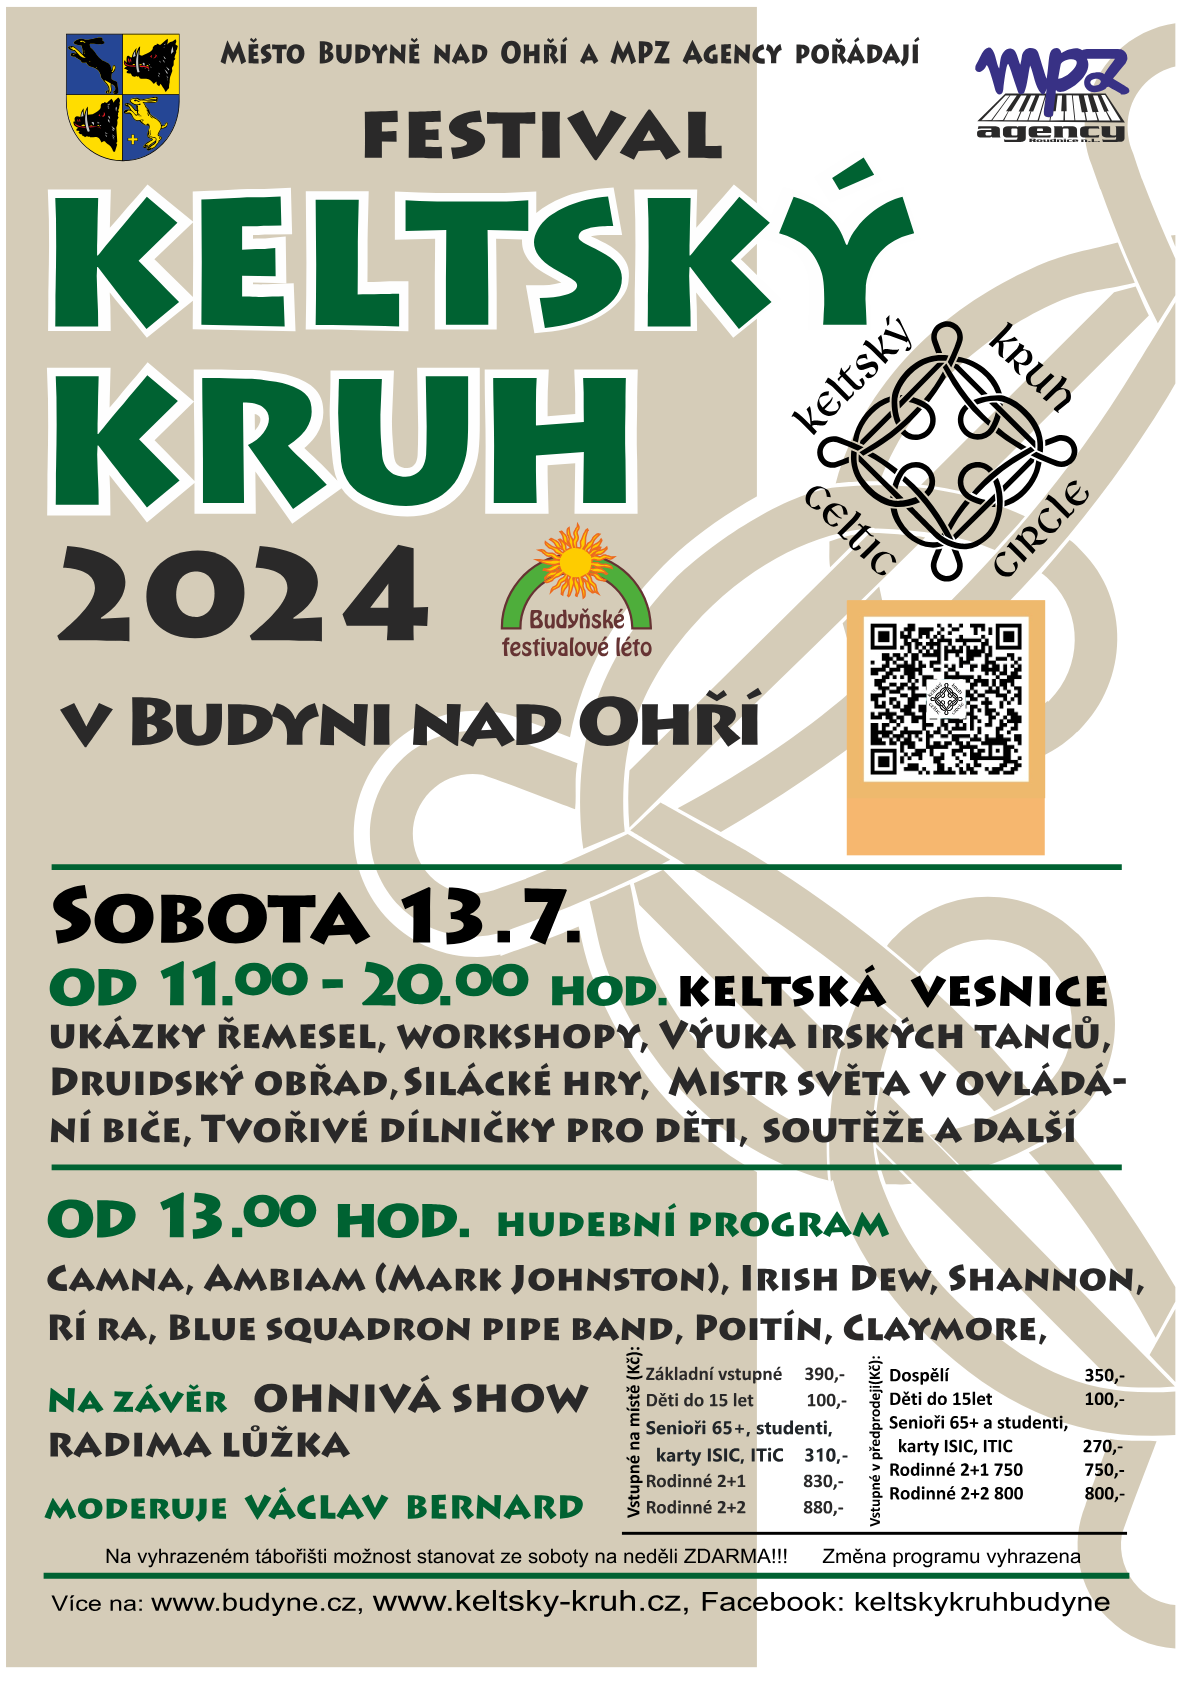 Město Budyně nad Ohří a MPZ Agency pořádají
MPZ
agency
Roudnice n.L.
FESTIVAL
KELTSKÝ
KRUH
keltský kruh
celtic circle
2024
Budyňské
festivalové léto
v Budyni nad Ohří
Sobota 13.7.
od 11.00 - 20.00 hod. keltská vesnice
ukázky řemesel, workshopy, Výuka irských tanců,
Druidský obřad, Silácké hry, Mistr světa v ovládá-
ní biče, Tvořivé dílničky pro děti, soutěže a další
od 13.00 hod. hudební program
Camna, Ambiam (Mark Johnston), Irish Dew, Shannon,
Rí ra, Blue squadron pipe band, Poitín, Claymore,
Na závěr ohnivá show
Radima Lůžka
moderuje Václav Bernard
Vstupné na místě (Kč):
Základní vstupné 390,-
Děti do 15 let 100,-
Senioři 65+, studenti,
karty ISIC, ITiC 310,-
Rodinné 2+1 830,-
Rodinné 2+2 880,-
Vstupné v předprodeji(Kč):
Dospělí 350,-
Děti do 15let 100,-
Senioři 65+ a studenti,
karty ISIC, ITIC 270,-
Rodinné 2+1 750 750,-
Rodinné 2+2 800 800,-
Na vyhrazeném tábořišti možnost stanovat ze soboty na neděli ZDARMA!!! Změna programu vyhrazena
Více na: www.budyne.cz, www.keltsky-kruh.cz, Facebook: keltskykruhbudyne